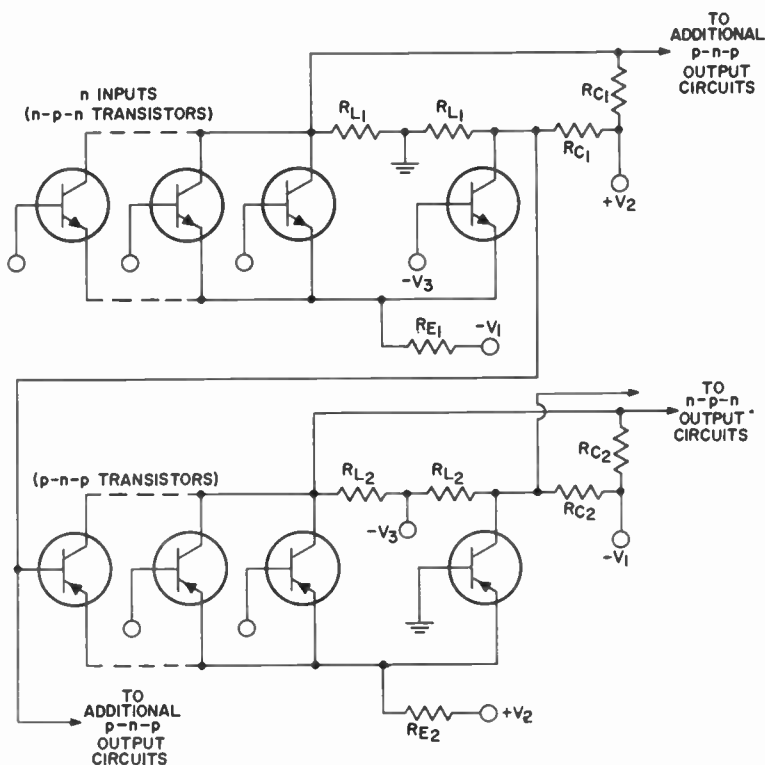 TO
ADDITIONAL
p-n-p
OUTPUT
CIRCUITS
n INPUTS
(n-p-n TRANSISTORS)
RL1
RL1
RC1
RC1
+V2
-V3
RE1
-V1
TO
n-p-n
OUTPUT
CIRCUITS
(p-n-p TRANSISTORS)
RL2
RL2
RC2
RC2
-V3
-V1
RE2
+V2
TO
ADDITIONAL
p-n-p
OUTPUT
CIRCUITS